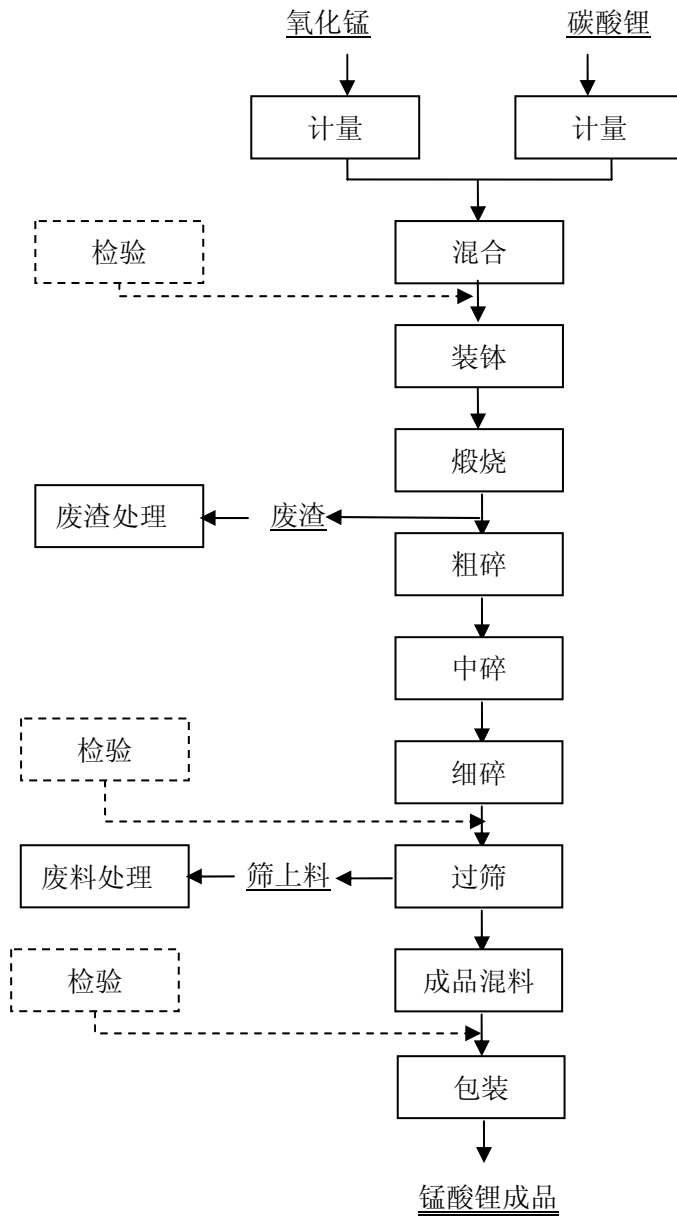 氧化锰
碳酸锂
计量
计量
检验
混合
装钵
煅烧
废渣处理
废渣
粗碎
中碎
检验
细碎
废料处理
筛上料
过筛
检验
成品混料
包装
锰酸锂成品